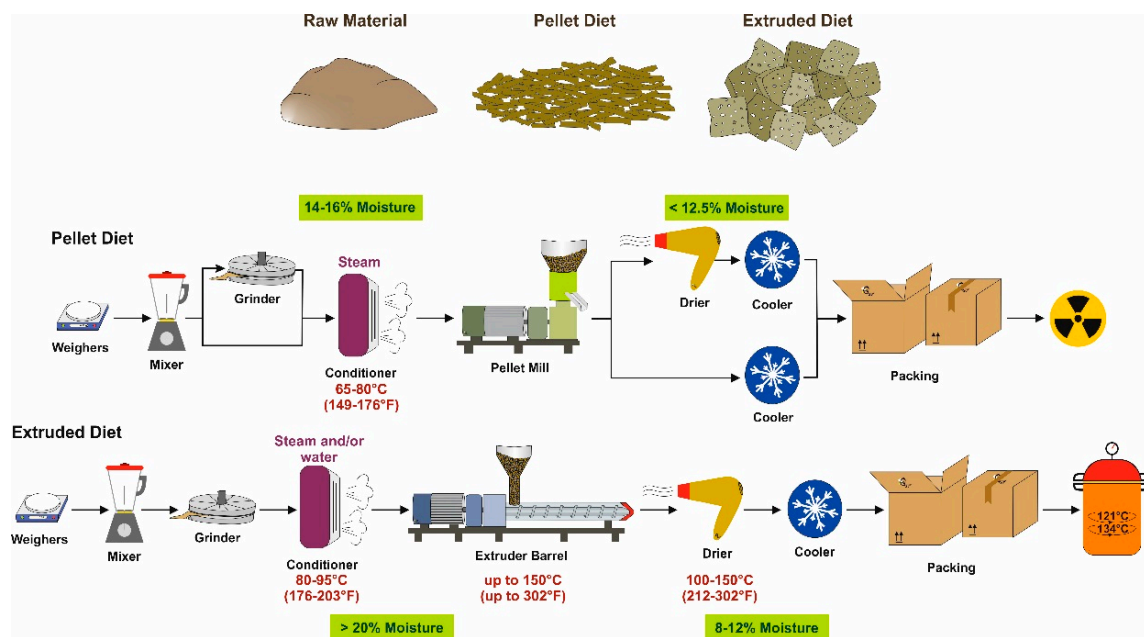 Raw Material
Pellet Diet
Extruded Diet
14-16% Moisture
< 12.5% Moisture
Pellet Diet
Steam
Grinder
Drier
Cooler
Weighers
Mixer
Conditioner
65-80°C
(149-176°F)
Pellet Mill
Cooler
Packing
Extruded Diet
Steam and/or
water
Weighers
Mixer
Grinder
Conditioner
80-95°C
(176-203°F)
Extruder Barrel
up to 150°C
(up to 302°F)
Drier
100-150°C
(212-302°F)
Cooler
Packing
121°C
134°C
> 20% Moisture
8-12% Moisture